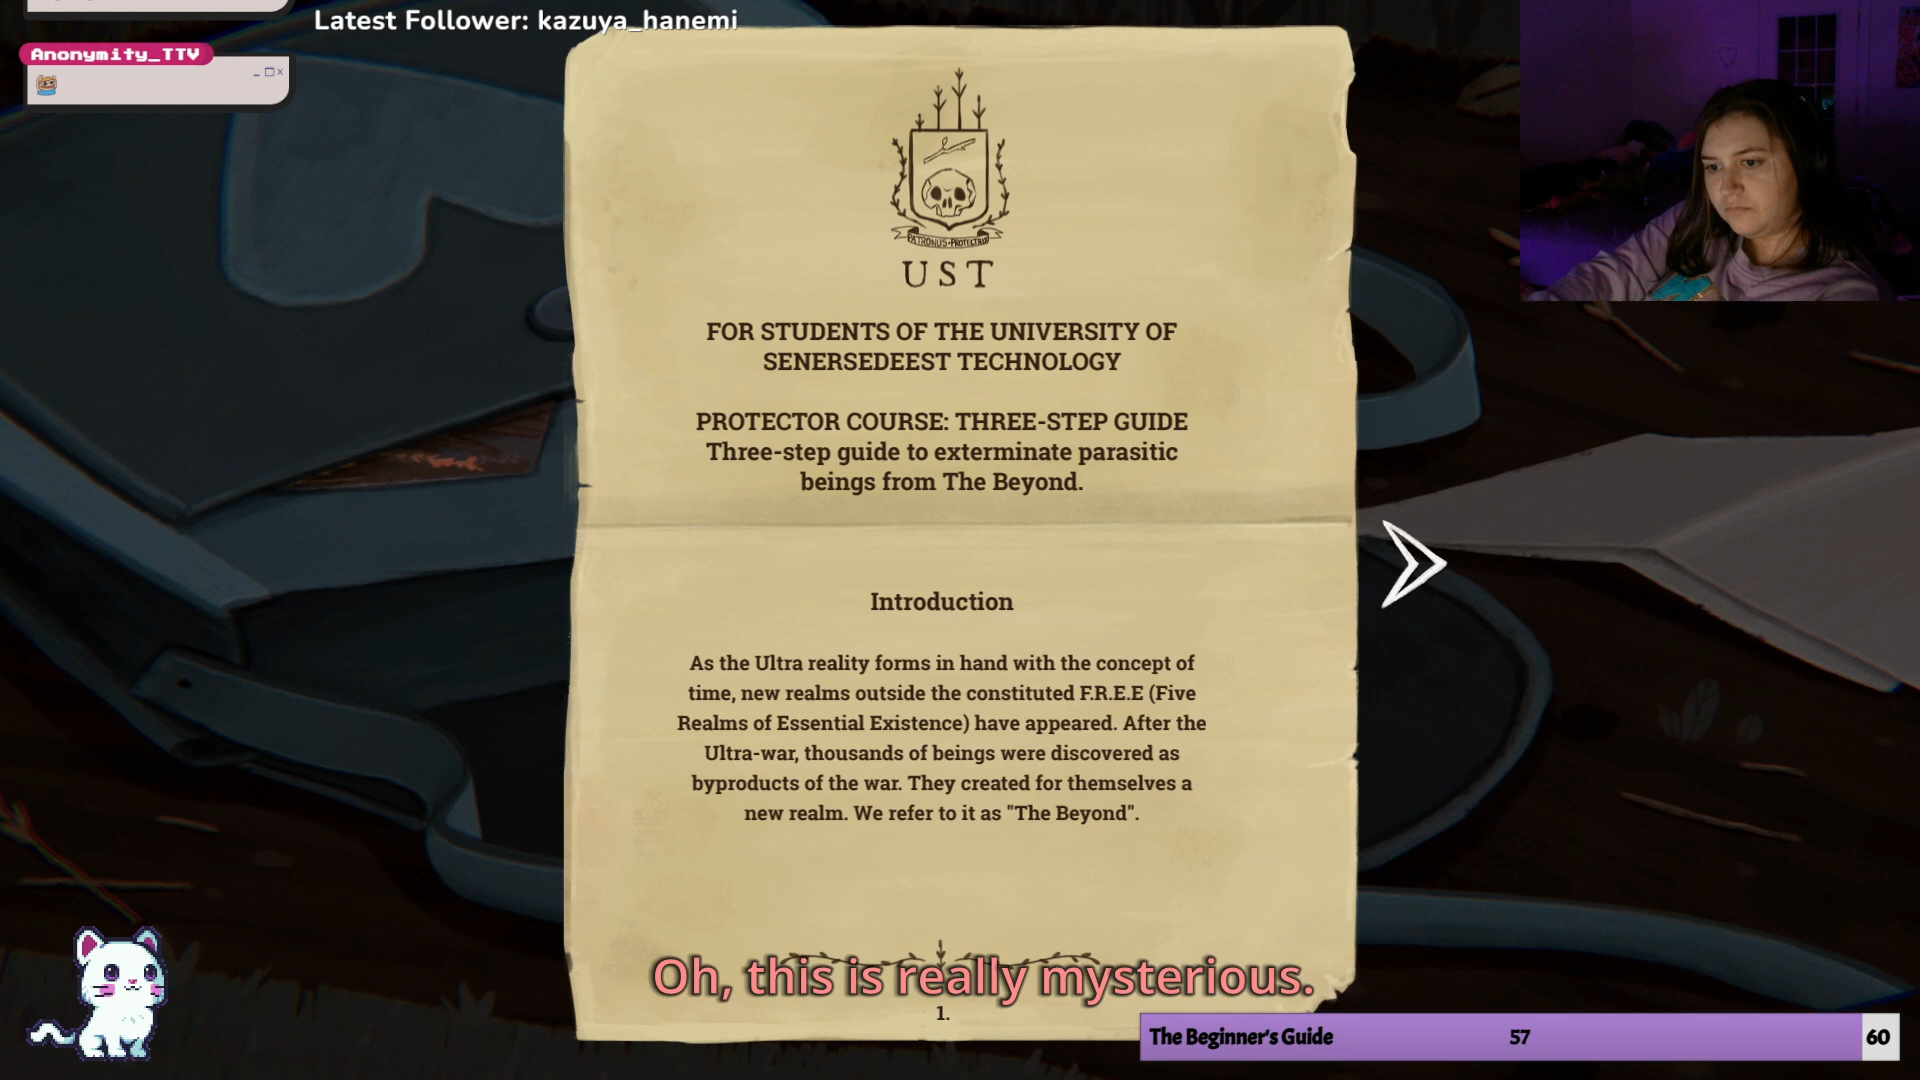 Latest Follower: kazuya_hanemi
Anonymity_TTV
PATRONUS•PROTECTRIX
UST
FOR STUDENTS OF THE UNIVERSITY OF
SENERSEDEEST TECHNOLOGY
PROTECTOR COURSE: THREE-STEP GUIDE
Three-step guide to exterminate parasitic
beings from The Beyond.
Introduction
As the Ultra reality forms in hand with the concept of
time, new realms outside the constituted F.R.E.E (Five
Realms of Essential Existence) have appeared. After the
Ultra-war, thousands of beings were discovered as
byproducts of the war. They created for themselves a
new realm. We refer to it as "The Beyond".
Oh, this is really mysterious.
1.
The Beginner's Guide 57 60